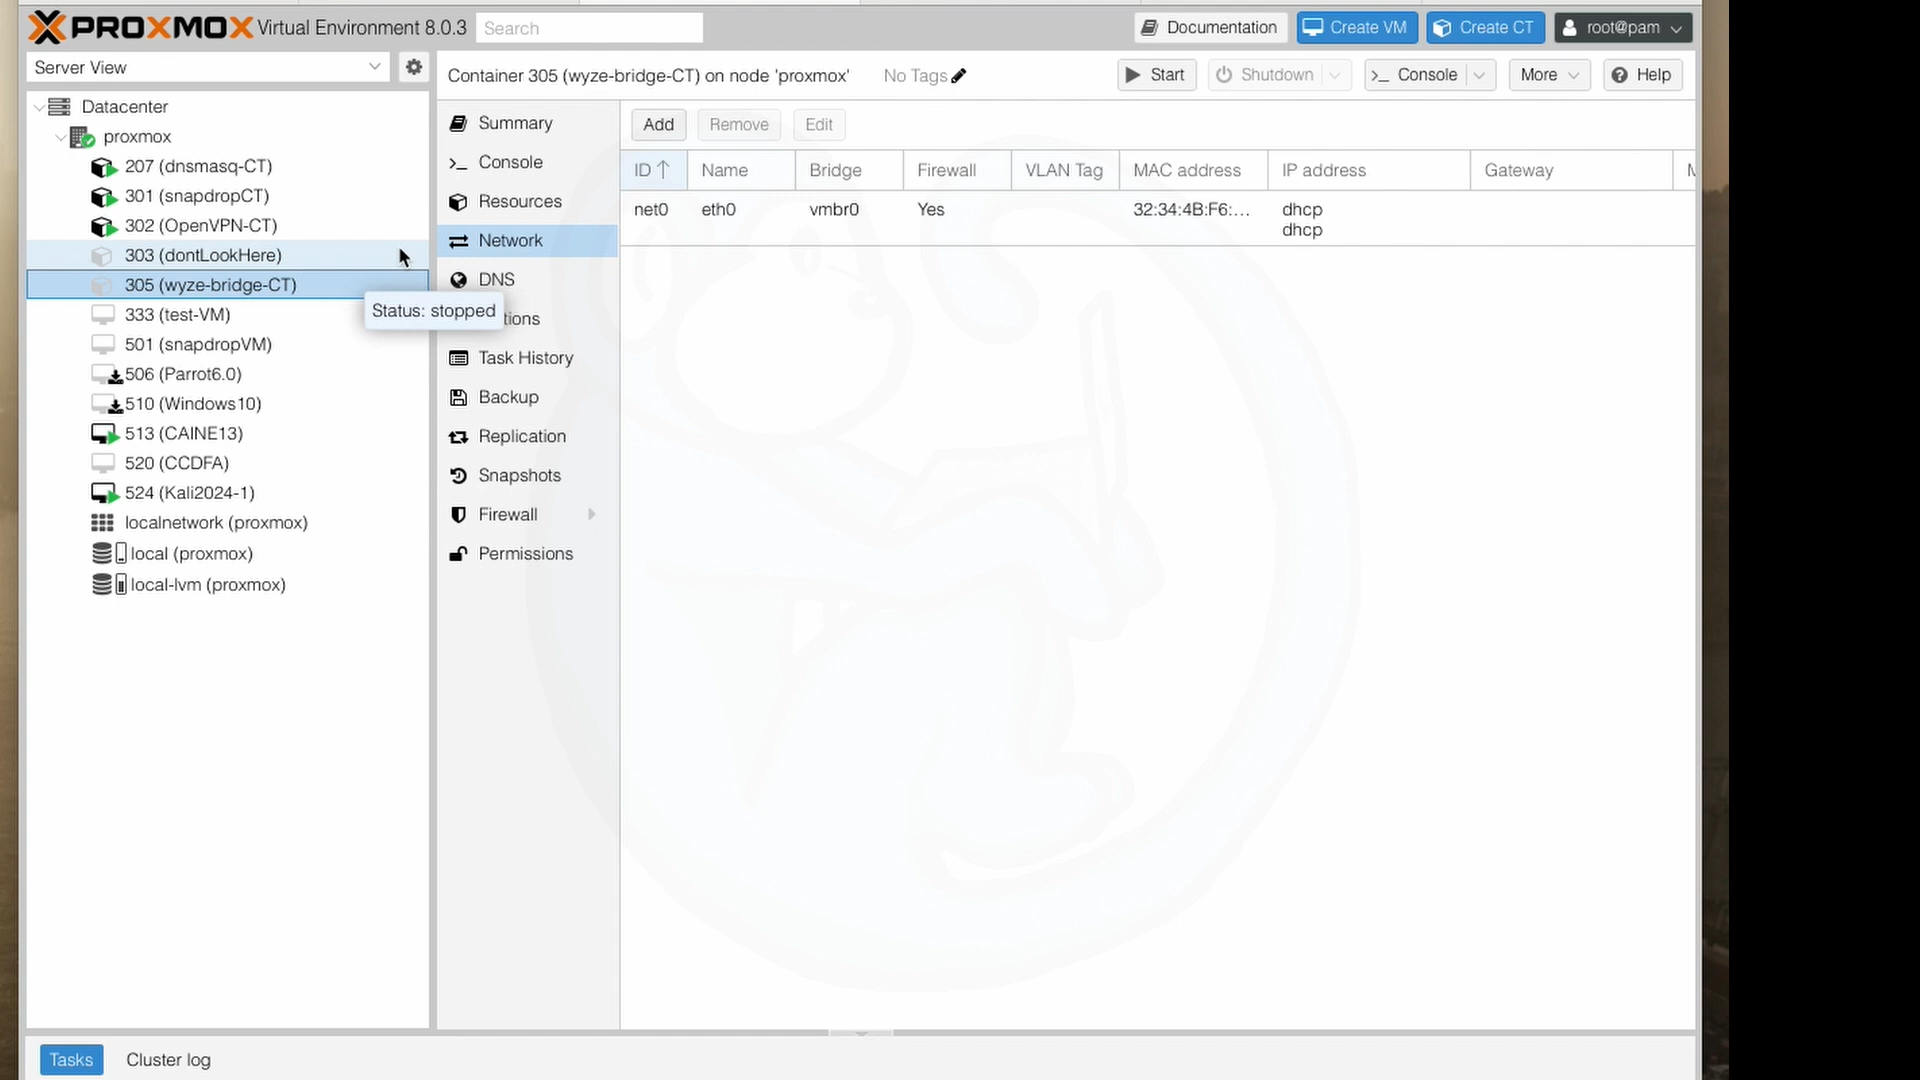 PROXMOX Virtual Environment 8.0.3
Search
Documentation
Create VM
Create CT
root@pam
Server View
Container 305 (wyze-bridge-CT) on node 'proxmox'
No Tags
Start
Shutdown
Console
More
Help
Datacenter
proxmox
207 (dnsmasq-CT)
301 (snapdropCT)
302 (OpenVPN-CT)
303 (dontLookHere)
305 (wyze-bridge-CT)
333 (test-VM)
501 (snapdropVM)
506 (Parrot6.0)
510 (Windows10)
513 (CAINE13)
520 (CCDFA)
524 (Kali2024-1)
localnetwork (proxmox)
local (proxmox)
local-lvm (proxmox)
Status: stopped
Summary
Console
Resources
Network
DNS
tions
Task History
Backup
Replication
Snapshots
Firewall
Permissions
Add
Remove
Edit
ID
Name
Bridge
Firewall
VLAN Tag
MAC address
IP address
Gateway
net0
eth0
vmbr0
Yes
32:34:4B:F6:...
dhcp
dhcp
Tasks
Cluster log